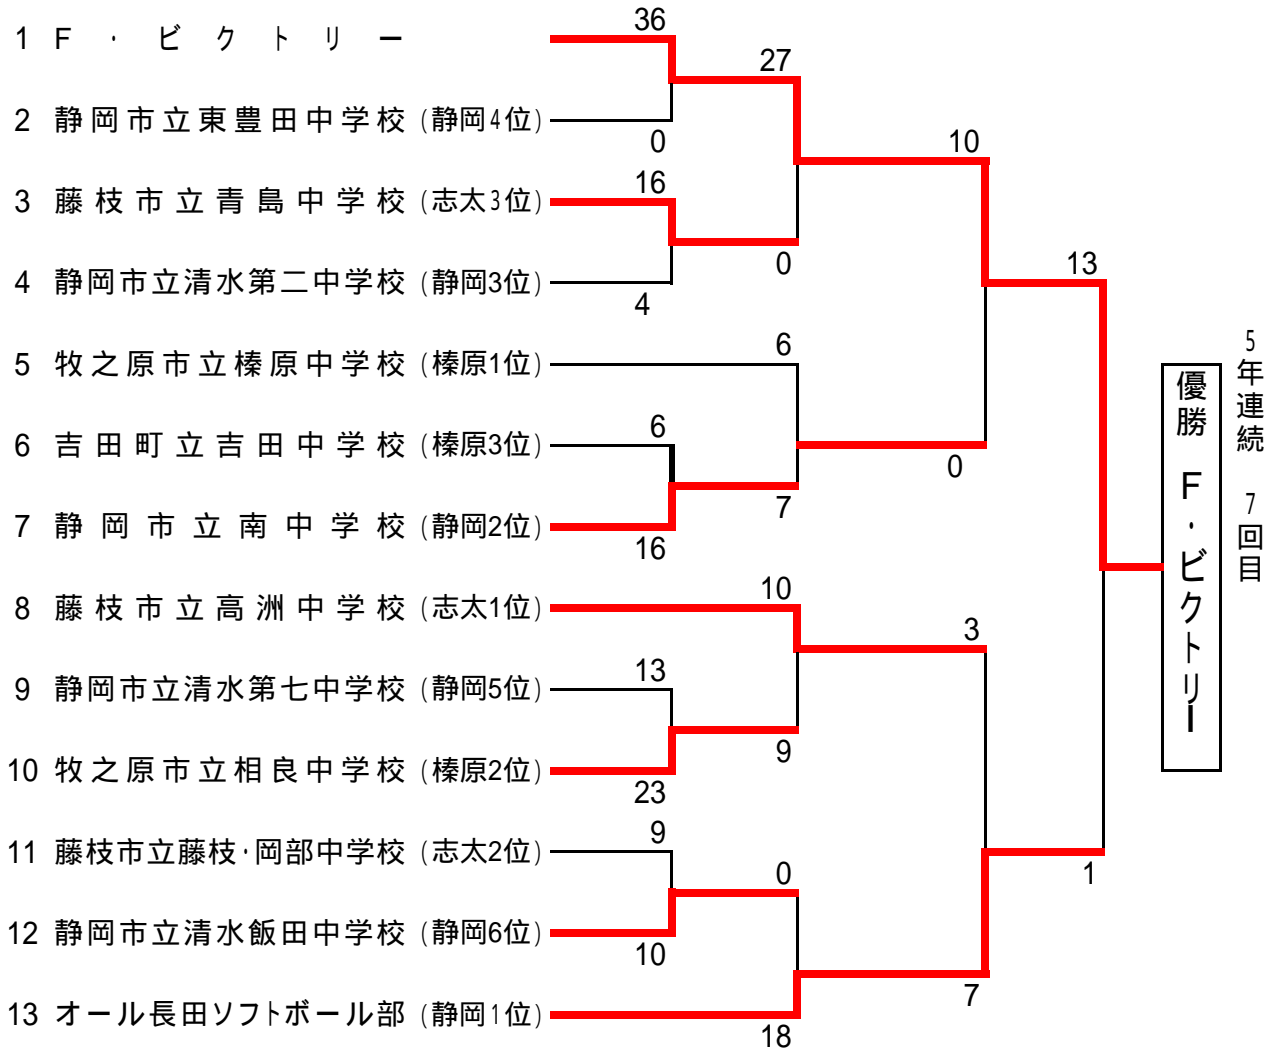 36
1 F・ビクトリー
27
2 静岡市立東豊田中学校 (静岡4位)
0
10
16
3 藤枝市立青島中学校 (志太3位)
0
13
4 静岡市立清水第二中学校 (静岡3位)
4
6
5 牧之原市立榛原中学校 (榛原1位)
6
6 吉田町立吉田中学校 (榛原3位)
0
7
7 静岡市立南中学校 (静岡2位)
16
10
8 藤枝市立高洲中学校 (志太1位)
3
13
9 静岡市立清水第七中学校 (静岡5位)
9
10 牧之原市立相良中学校 (榛原2位)
23
9
11 藤枝市立藤枝・岡部中学校 (志太2位)
0
1
12 静岡市立清水飯田中学校 (静岡6位)
10
7
13 オール長田ソフトボール部 (静岡1位)
18
優勝 F・ビクトリー
5年連続 7回目